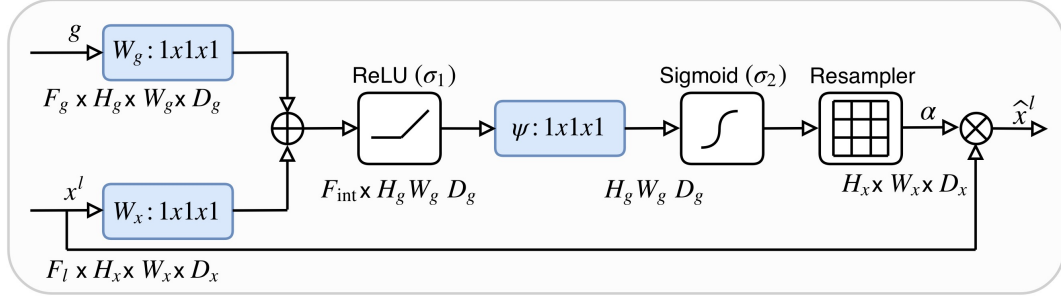 g
W_g : 1x1x1
F_g x H_g x W_g x D_g
ReLU (σ_1)
Sigmoid (σ_2)
Resampler
ψ : 1x1x1
α
x̂^l
x^l
W_x : 1x1x1
F_int x H_g W_g D_g
H_g W_g D_g
H_x x W_x x D_x
F_l x H_x x W_x x D_x